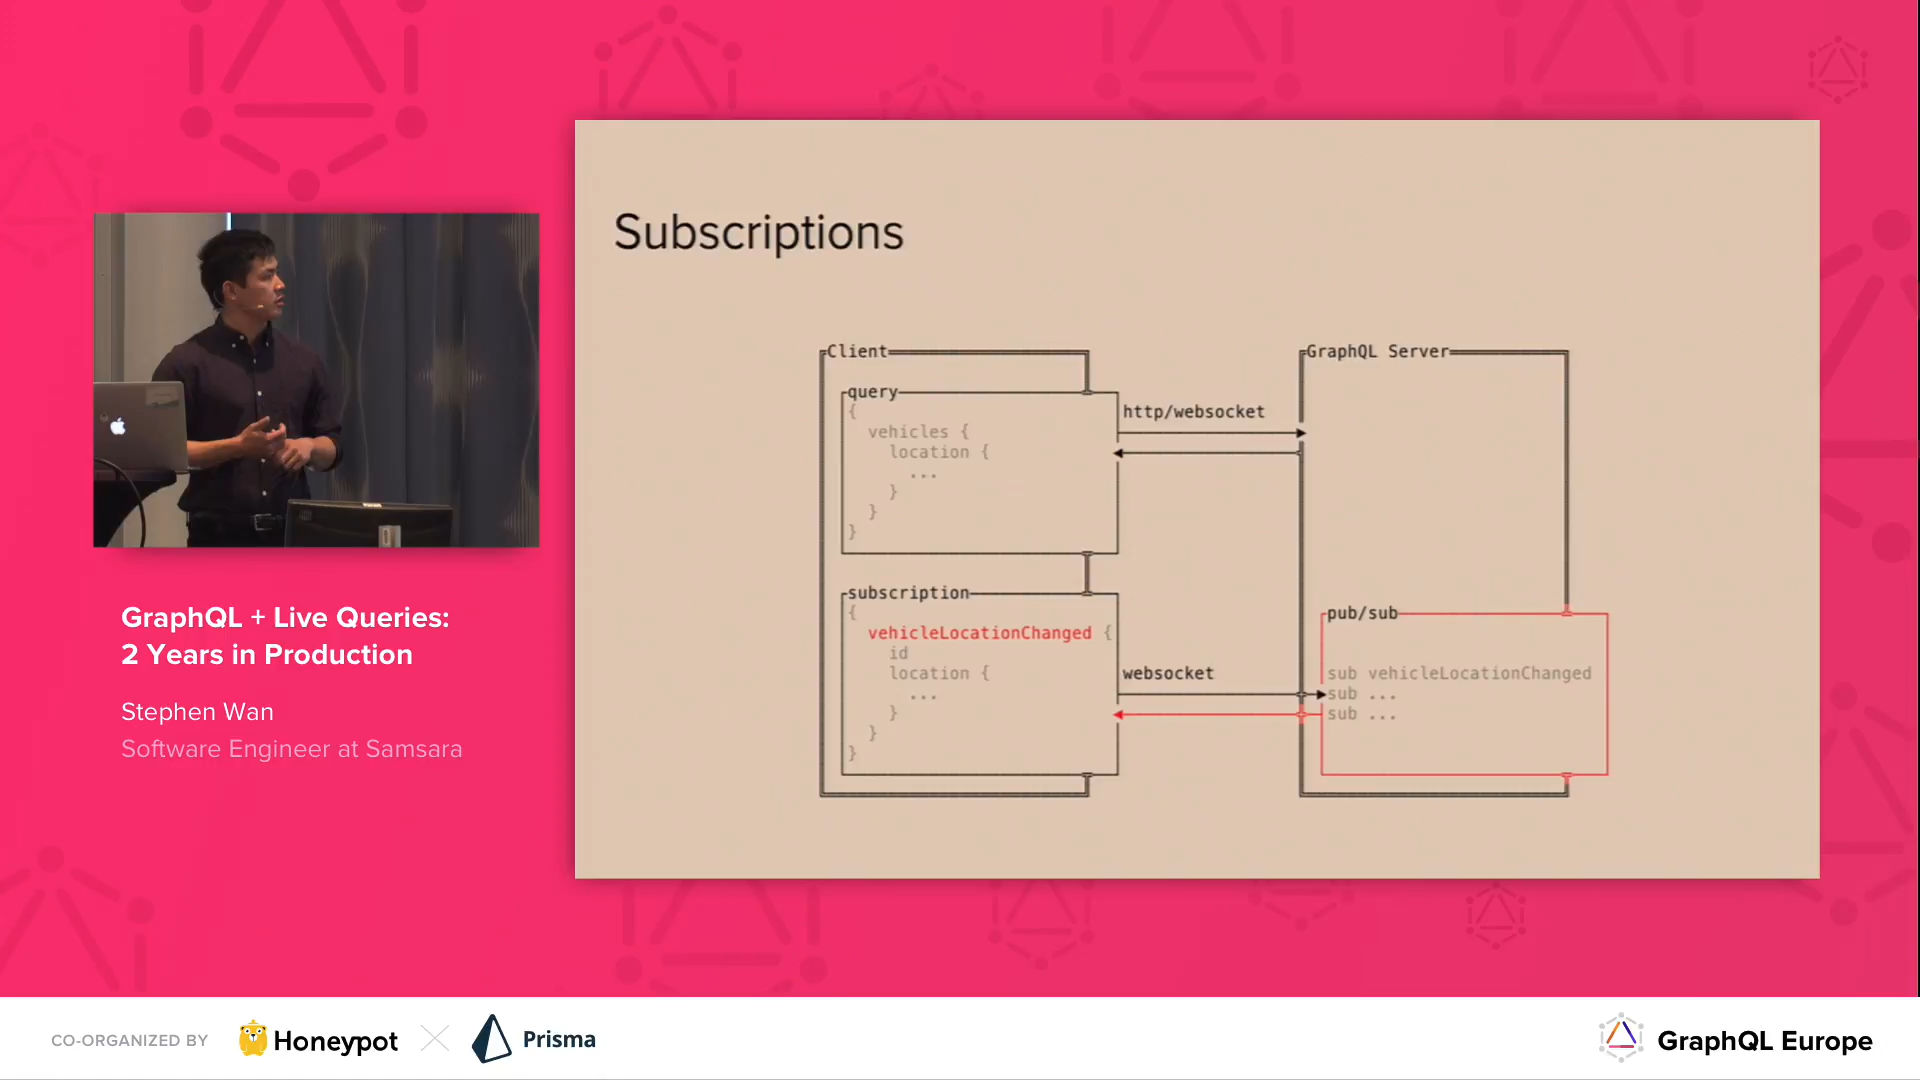 Subscriptions
Client
query
{
vehicles {
location {
...
}
}
}
http/websocket
subscription
{
vehicleLocationChanged {
id
location {
...
}
}
}
websocket
GraphQL Server
pub/sub
sub vehicleLocationChanged
sub ...
sub ...
GraphQL + Live Queries:
2 Years in Production
Stephen Wan
Software Engineer at Samsara
CO-ORGANIZED BY
Honeypot
Prisma
GraphQL Europe